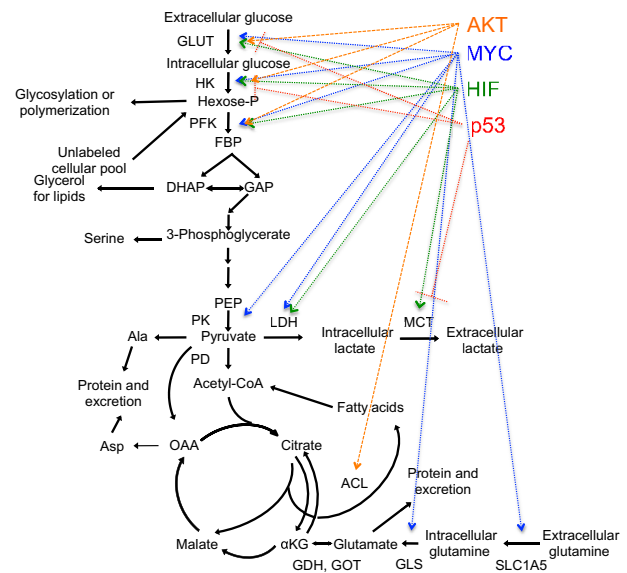 Extracellular glucose
AKT
GLUT
MYC
Intracellular glucose
HK
HIF
Glycosylation or
polymerization
Hexose-P
PFK
p53
FBP
Unlabeled
cellular pool
Glycerol
for lipids
DHAP
GAP
Serine
3-Phosphoglycerate
PEP
PK
LDH
MCT
Ala
Pyruvate
Intracellular
lactate
Extracellular
lactate
PD
Protein and
excretion
Acetyl-CoA
Fatty acids
Asp
OAA
Citrate
ACL
Protein and
excretion
Malate
αKG
Glutamate
Intracellular
glutamine
Extracellular
glutamine
GDH, GOT
GLS
SLC1A5